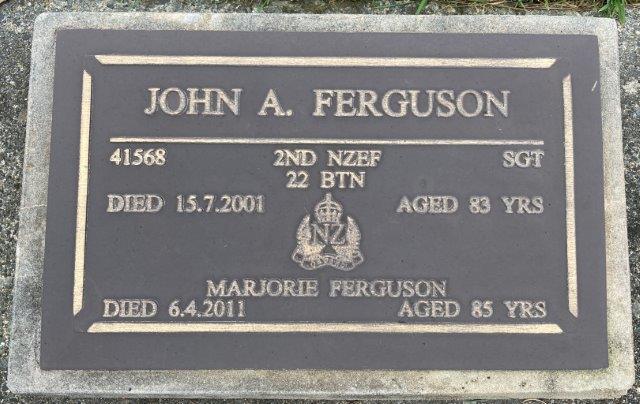 JOHN A. FERGUSON
41568 2ND NZEF SGT
22 BTN
DIED 15.7.2001 AGED 83 YRS
NZ
MARJORIE FERGUSON
DIED 6.4.2011 AGED 85 YRS